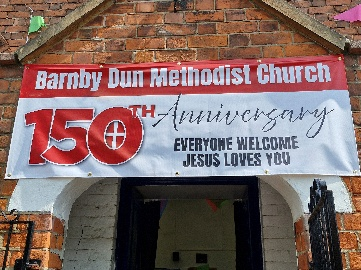 Barnby Dun Methodist Church
150TH Anniversary
EVERYONE WELCOME
JESUS LOVES YOU